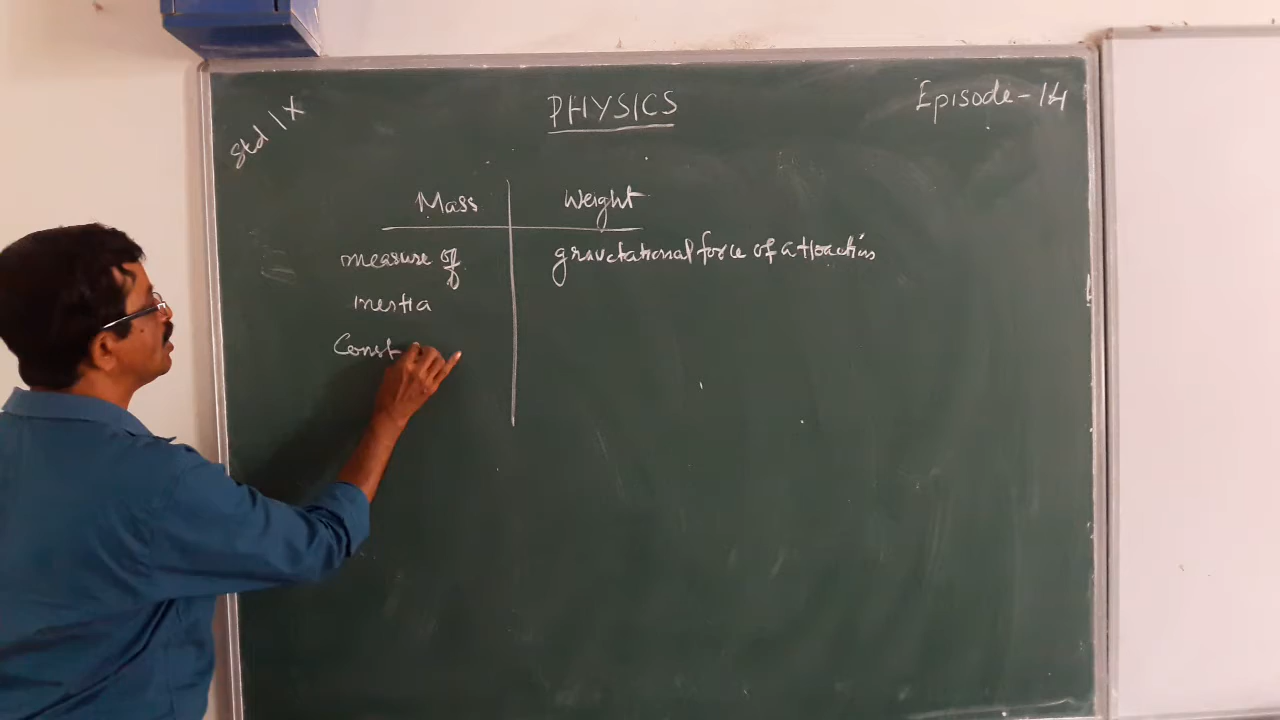 Std IX
PHYSICS
Episode-14
Mass
Weight
measure of
inertia
gravitational force of attraction
Const